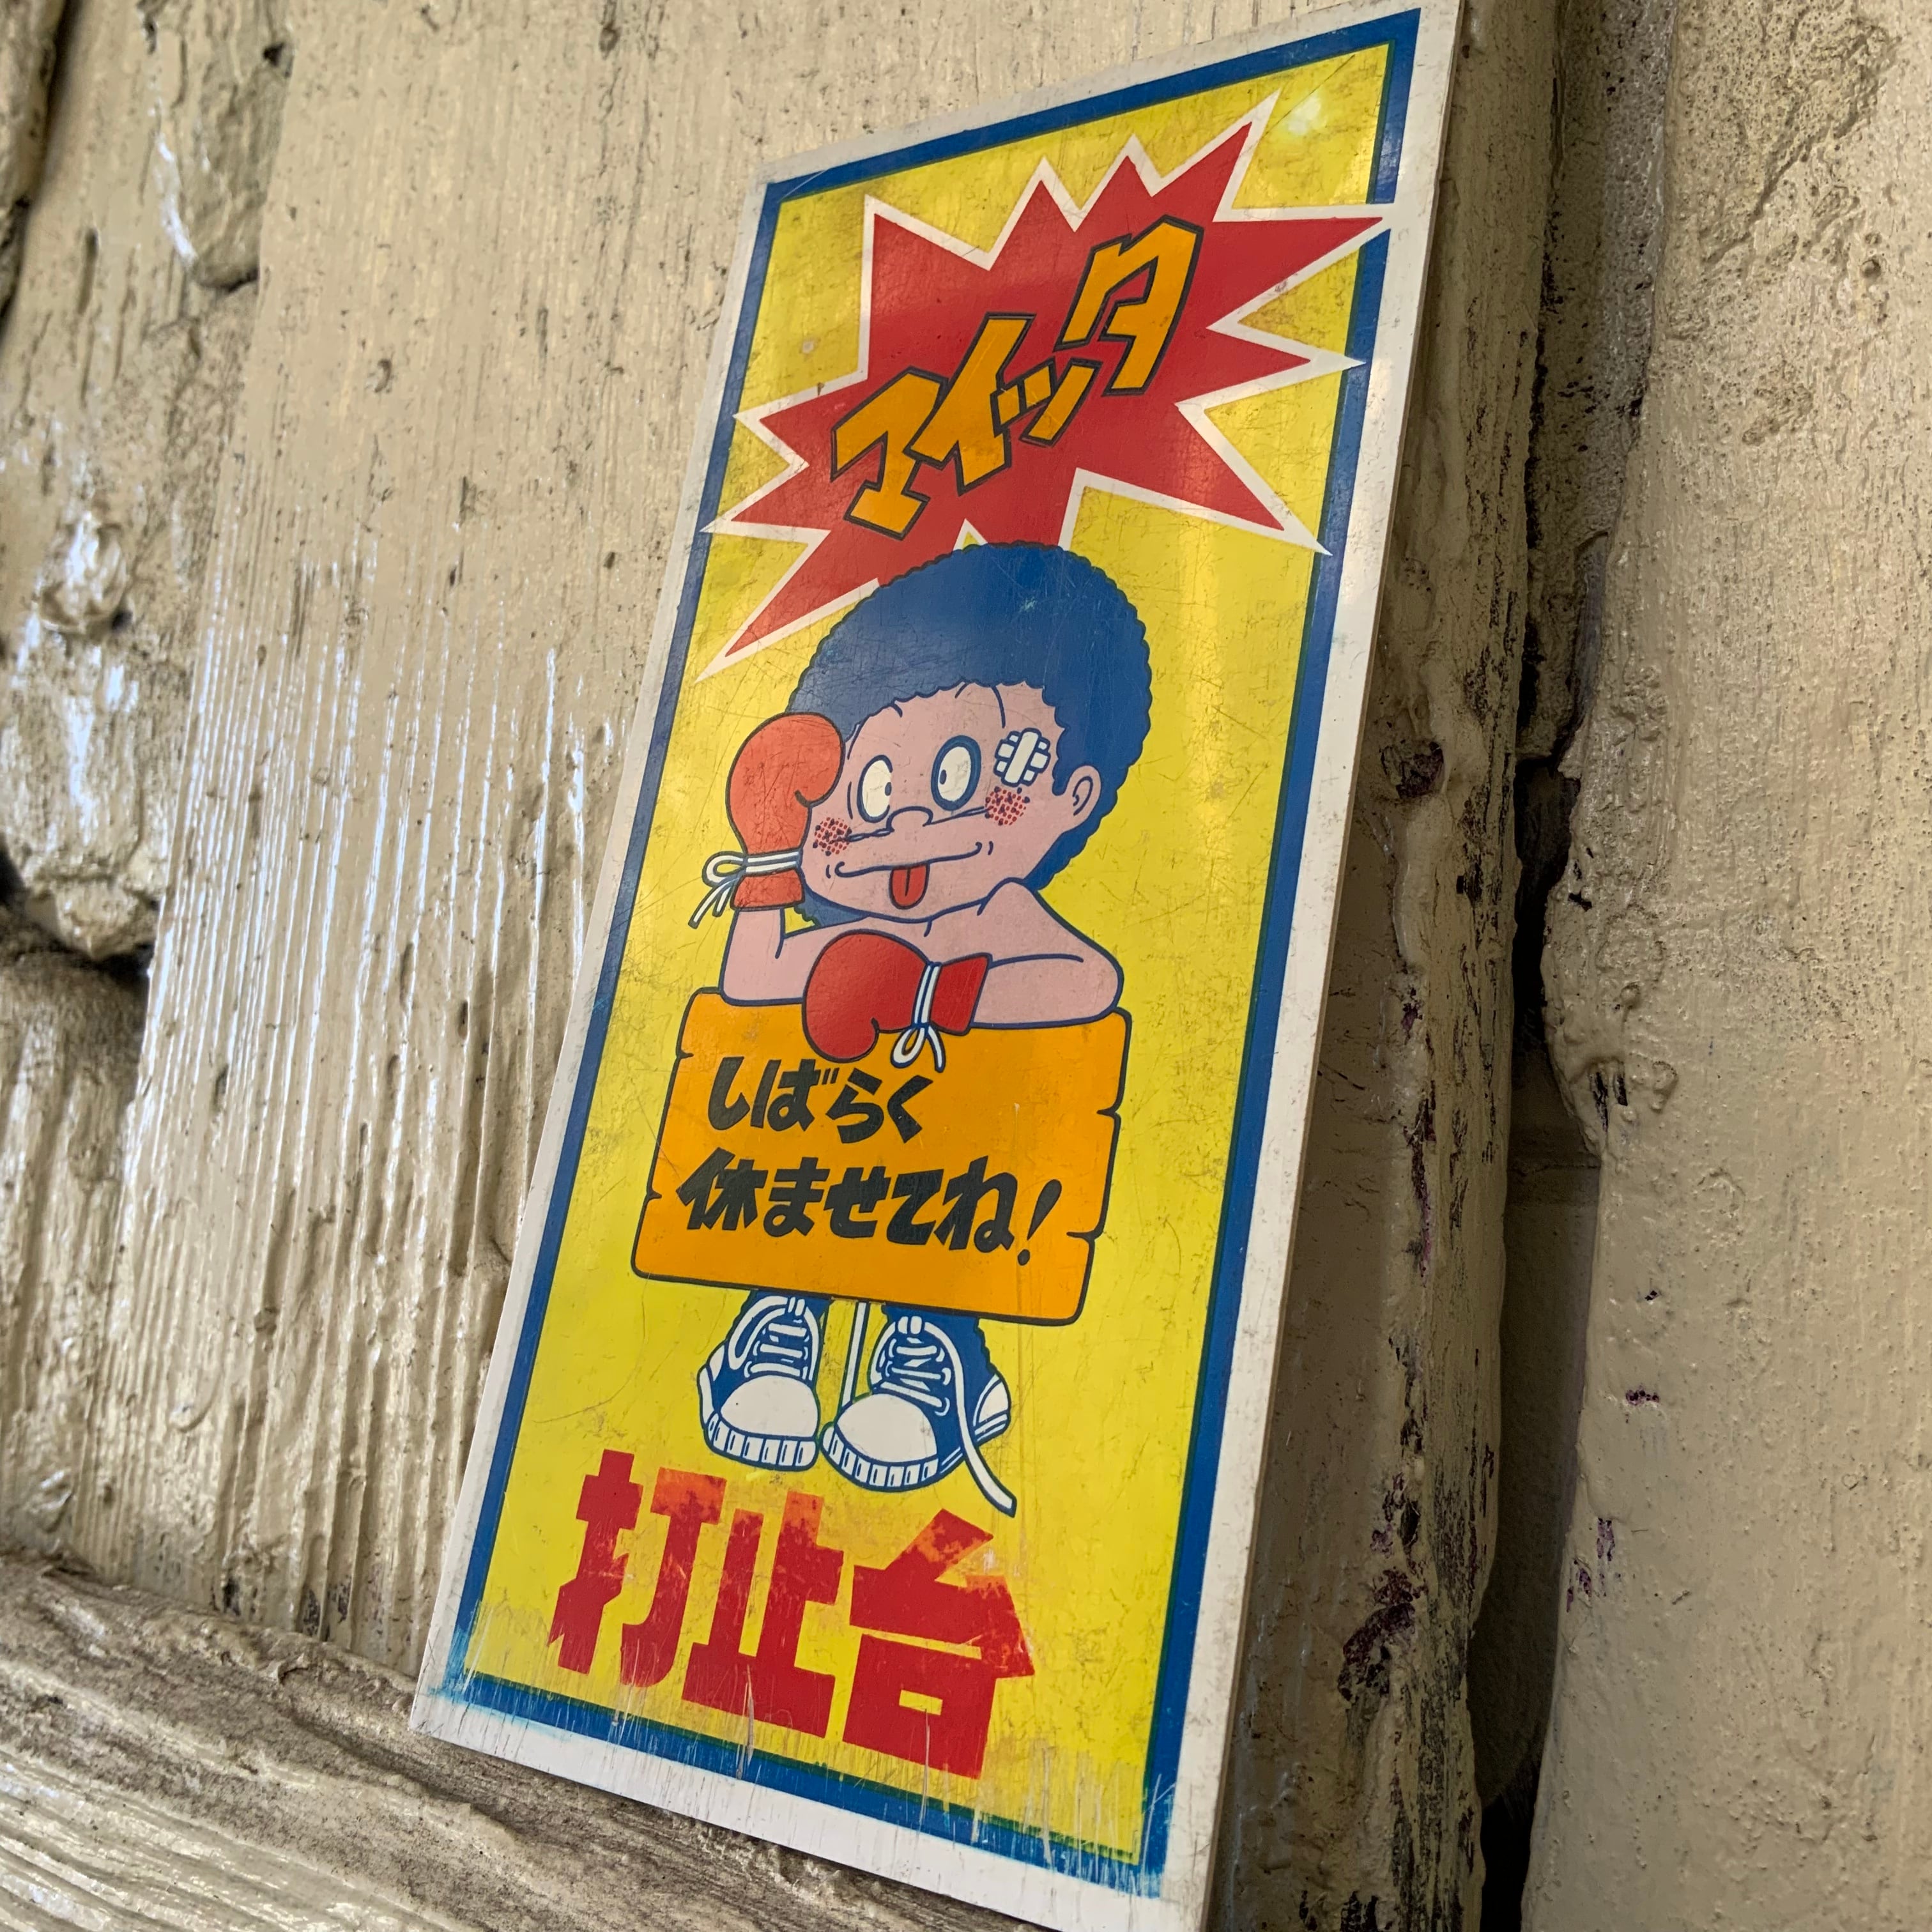 マイッタ
しばらく
休ませてね!
打止台